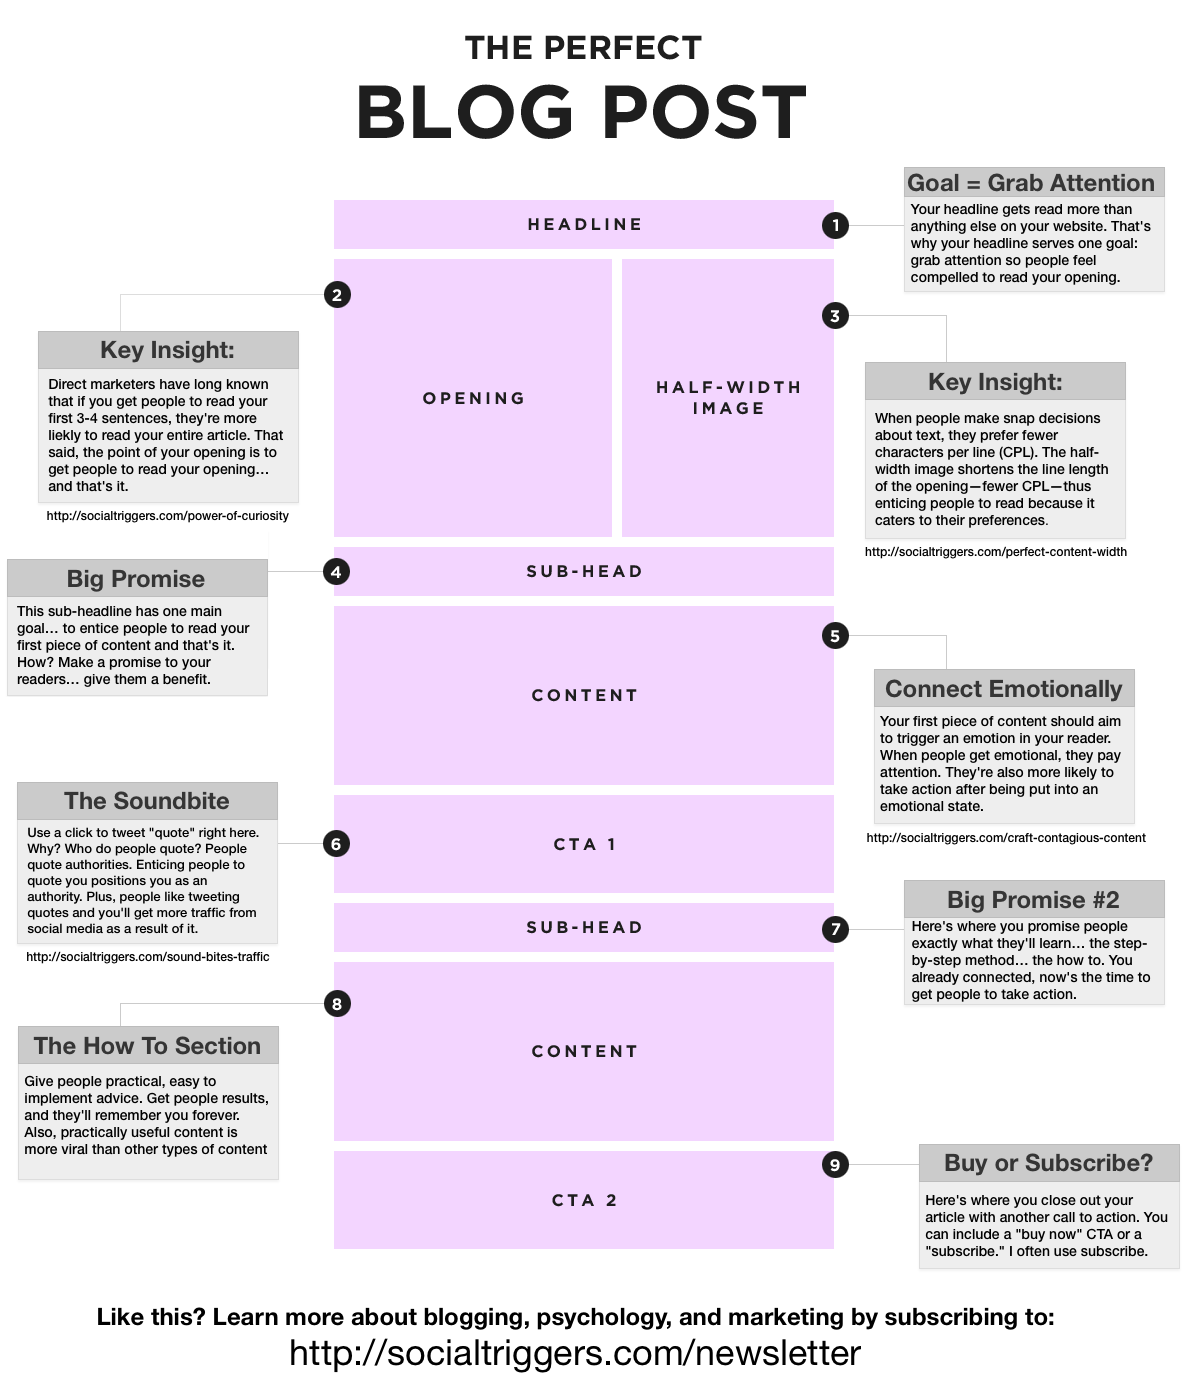 THE PERFECT
BLOG POST
HEADLINE
1
Goal = Grab Attention
Your headline gets read more than
anything else on your website. That's
why your headline serves one goal:
grab attention so people feel
compelled to read your opening.
2
OPENING
Key Insight:
Direct marketers have long known
that if you get people to read your
first 3-4 sentences, they're more
liekly to read your entire article. That
said, the point of your opening is to
get people to read your opening...
and that's it.
http://socialtriggers.com/power-of-curiosity
HALF-WIDTH
IMAGE
3
Key Insight:
When people make snap decisions
about text, they prefer fewer
characters per line (CPL). The half-
width image shortens the line length
of the opening—fewer CPL—thus
enticing people to read because it
caters to their preferences.
http://socialtriggers.com/perfect-content-width
4
SUB-HEAD
Big Promise
This sub-headline has one main
goal... to entice people to read your
first piece of content and that's it.
How? Make a promise to your
readers... give them a benefit.
CONTENT
5
Connect Emotionally
Your first piece of content should aim
to trigger an emotion in your reader.
When people get emotional, they pay
attention. They're also more likely to
take action after being put into an
emotional state.
http://socialtriggers.com/craft-contagious-content
6
CTA 1
The Soundbite
Use a click to tweet "quote" right here.
Why? Who do people quote? People
quote authorities. Enticing people to
quote you positions you as an
authority. Plus, people like tweeting
quotes and you'll get more traffic from
social media as a result of it.
http://socialtriggers.com/sound-bites-traffic
SUB-HEAD
7
Big Promise #2
Here's where you promise people
exactly what they'll learn... the step-
by-step method... the how to. You
already connected, now's the time to
get people to take action.
8
CONTENT
The How To Section
Give people practical, easy to
implement advice. Get people results,
and they'll remember you forever.
Also, practically useful content is
more viral than other types of content
CTA 2
9
Buy or Subscribe?
Here's where you close out your
article with another call to action. You
can include a "buy now" CTA or a
"subscribe." I often use subscribe.
Like this? Learn more about blogging, psychology, and marketing by subscribing to:
http://socialtriggers.com/newsletter